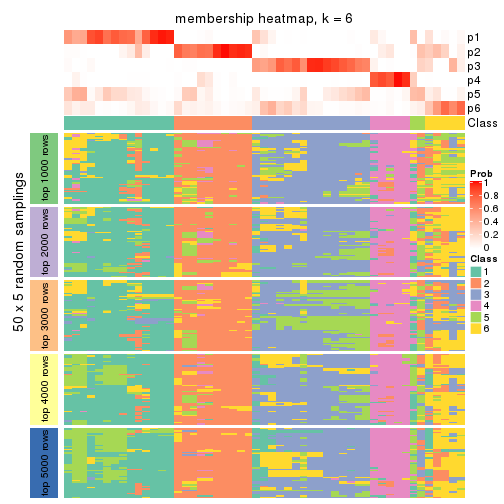 membership heatmap, k = 6
p1
p2
p3
p4
p5
p6
Class
50 x 5 random samplings
top 1000 rows
top 2000 rows
top 3000 rows
top 4000 rows
top 5000 rows
Prob
1
0.8
0.6
0.4
0.2
0
Class
1
2
3
4
5
6